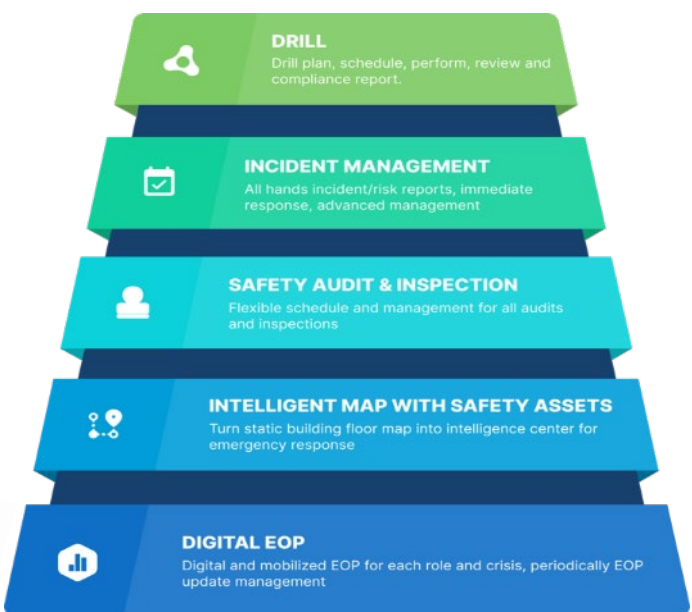 DRILL
Drill plan, schedule, perform, review and
compliance report.
INCIDENT MANAGEMENT
All hands incident/risk reports, immediate
response, advanced management
SAFETY AUDIT & INSPECTION
Flexible schedule and management for all audits
and inspections
INTELLIGENT MAP WITH SAFETY ASSETS
Turn static building floor map into intelligence center for
emergency response
DIGITAL EOP
Digital and mobilized EOP for each role and crisis, periodically EOP
update management